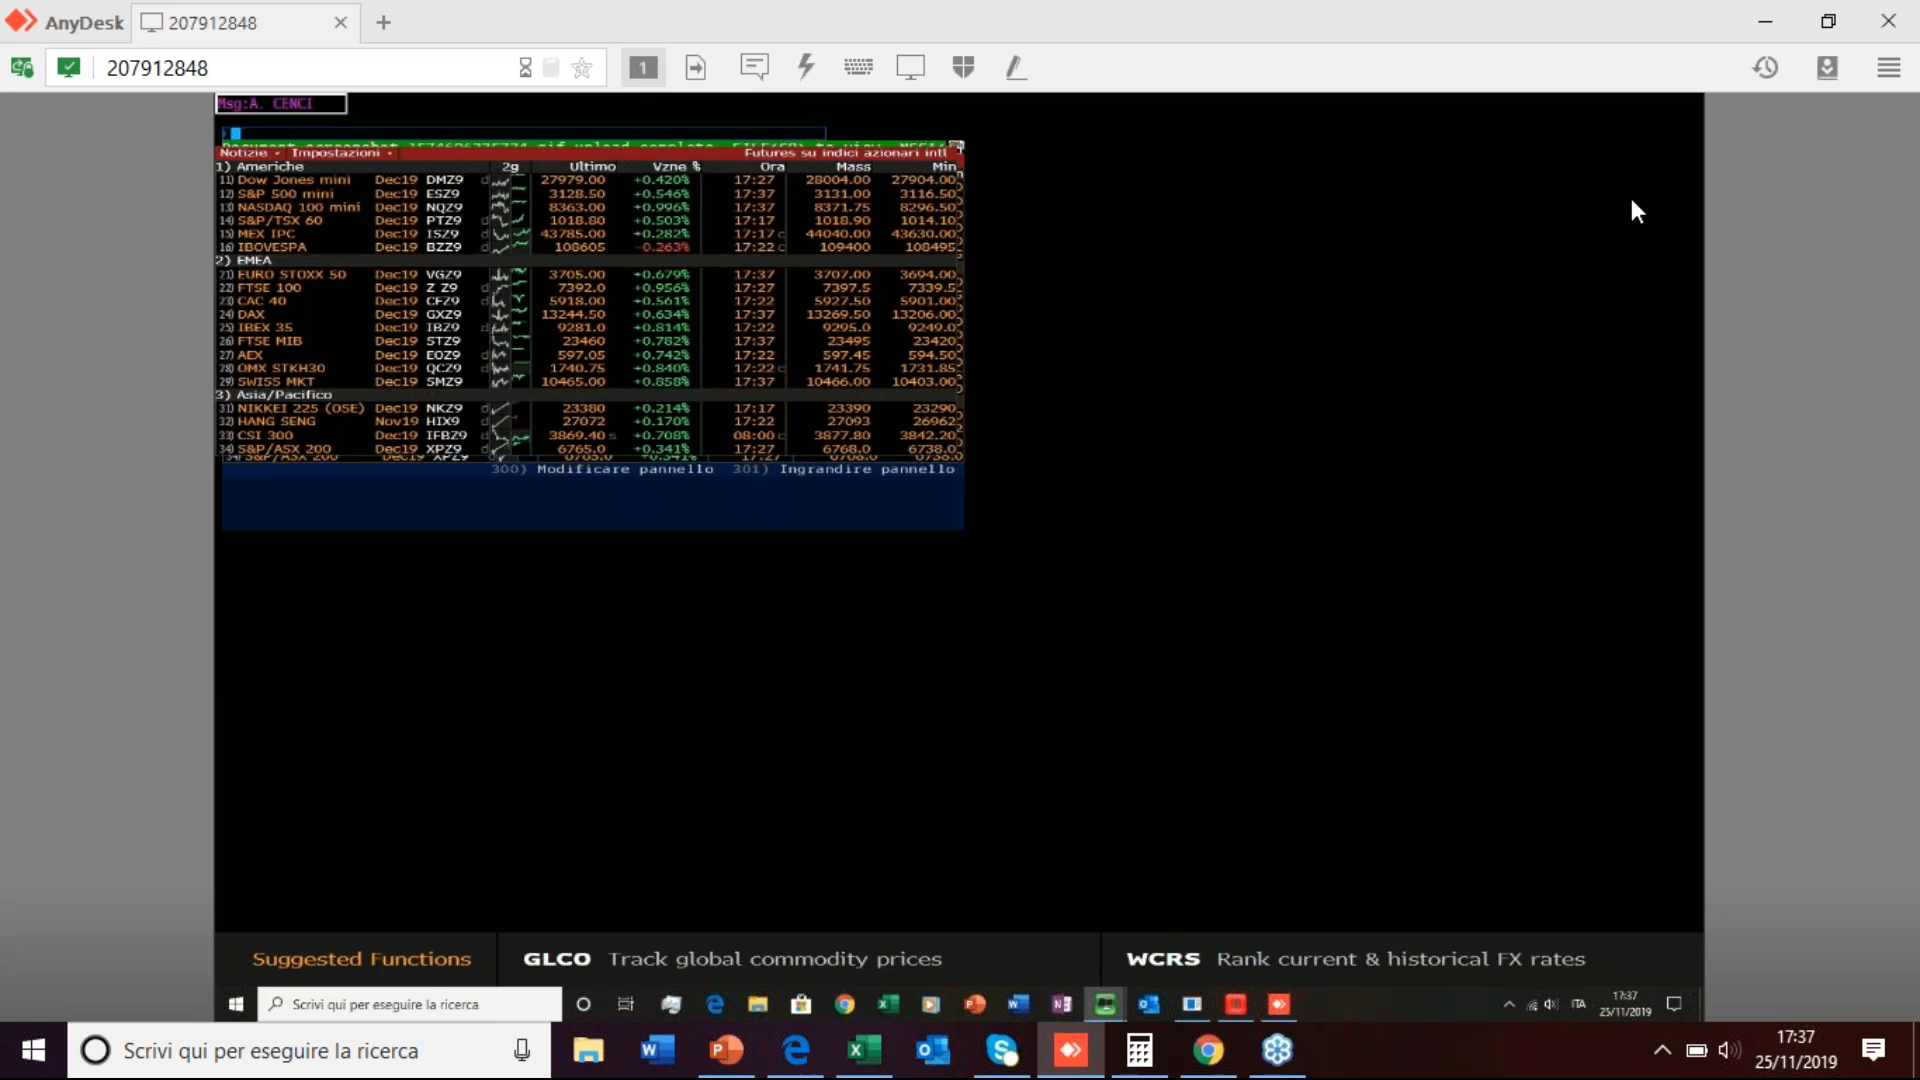 AnyDesk 207912848
207912848 1
Msg:A. CENCI
Notizie Impostazioni Futures su indici azionari intl
1) Americhe 2g Ultimo Vzne % Ora Mass Min
11) Dow Jones mini Dec19 DMZ9 d 27979.00 +0.420% 17:27 28004.00 27904.00
12) S&P 500 mini Dec19 ESZ9 3128.50 +0.546% 17:37 3131.00 3116.50
13) NASDAQ 100 mini Dec19 NQZ9 8363.00 +0.996% 17:37 8371.75 8296.50
14) S&P/TSX 60 Dec19 PTZ9 d 1018.80 +0.503% 17:17 1018.90 1014.10
15) MEX IPC Dec19 ISZ9 d 43785.00 +0.282% 17:17 c 44040.00 43630.00
16) IBOVESPA Dec19 BZZ9 d 108605 -0.263% 17:22 c 109400 108495
2) EMEA
21) EURO STOXX 50 Dec19 VGZ9 3705.00 +0.679% 17:37 3707.00 3694.00
22) FTSE 100 Dec19 Z Z9 d 7392.0 +0.956% 17:27 7397.5 7339.5
23) CAC 40 Dec19 CFZ9 d 5918.00 +0.561% 17:22 5927.50 5901.00
24) DAX Dec19 GXZ9 13244.50 +0.634% 17:37 13269.50 13206.00
25) IBEX 35 Dec19 IBZ9 d 9281.0 +0.814% 17:22 9295.0 9249.0
26) FTSE MIB Dec19 STZ9 23460 +0.782% 17:37 23495 23420
27) AEX Dec19 EOZ9 d 597.05 +0.742% 17:22 597.45 594.50
28) OMX STKH30 Dec19 QCZ9 d 1740.75 +0.840% 17:22 c 1741.75 1731.85
29) SWISS MKT Dec19 SMZ9 10465.00 +0.858% 17:37 10466.00 10403.00
3) Asia/Pacifico
31) NIKKEI 225 (OSE) Dec19 NKZ9 d 23380 +0.214% 17:17 23390 23290
32) HANG SENG Nov19 HIX9 d 27072 +0.170% 17:22 27093 26962
33) CSI 300 Dec19 IFBZ9 d 3869.40 s +0.708% 08:00 c 3877.80 3842.20
34) S&P/ASX 200 Dec19 XPZ9 d 6765.0 +0.341% 17:27 6768.0 6738.0
300) Modificare pannello 301) Ingrandire pannello
Suggested Functions GLCO Track global commodity prices WCRS Rank current & historical FX rates
Scrivi qui per eseguire la ricerca ITA 17:37
25/11/2019
Scrivi qui per eseguire la ricerca 17:37
25/11/2019